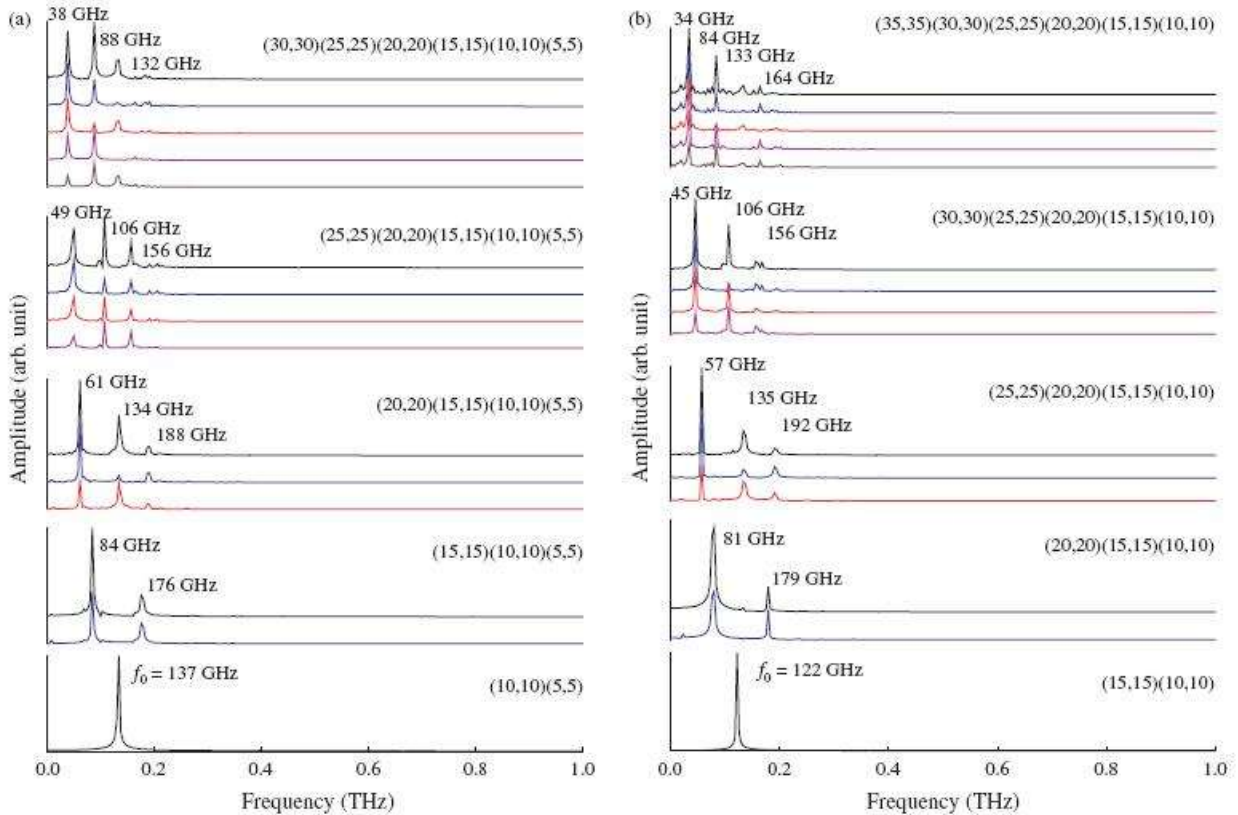 (a)
38 GHz
88 GHz
132 GHz
(30,30)(25,25)(20,20)(15,15)(10,10)(5,5)
49 GHz
106 GHz
156 GHz
(25,25)(20,20)(15,15)(10,10)(5,5)
61 GHz
134 GHz
188 GHz
(20,20)(15,15)(10,10)(5,5)
84 GHz
176 GHz
(15,15)(10,10)(5,5)
f0 = 137 GHz
(10,10)(5,5)
Amplitude (arb. unit)
0.0 0.2 0.4 0.6 0.8 1.0
Frequency (THz)
(b)
34 GHz
84 GHz
133 GHz
164 GHz
(35,35)(30,30)(25,25)(20,20)(15,15)(10,10)
45 GHz
106 GHz
156 GHz
(30,30)(25,25)(20,20)(15,15)(10,10)
57 GHz
135 GHz
192 GHz
(25,25)(20,20)(15,15)(10,10)
81 GHz
179 GHz
(20,20)(15,15)(10,10)
f0 = 122 GHz
(15,15)(10,10)
Amplitude (arb. unit)
0.0 0.2 0.4 0.6 0.8 1.0
Frequency (THz)